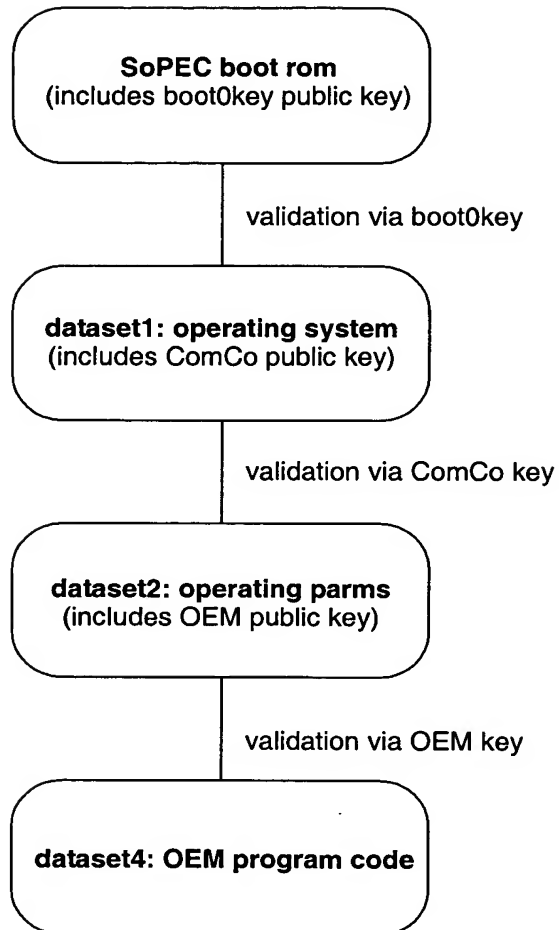 SoPEC boot rom
(includes boot0key public key)
validation via boot0key
dataset1: operating system
(includes ComCo public key)
validation via ComCo key
dataset2: operating parms
(includes OEM public key)
validation via OEM key
dataset4: OEM program code